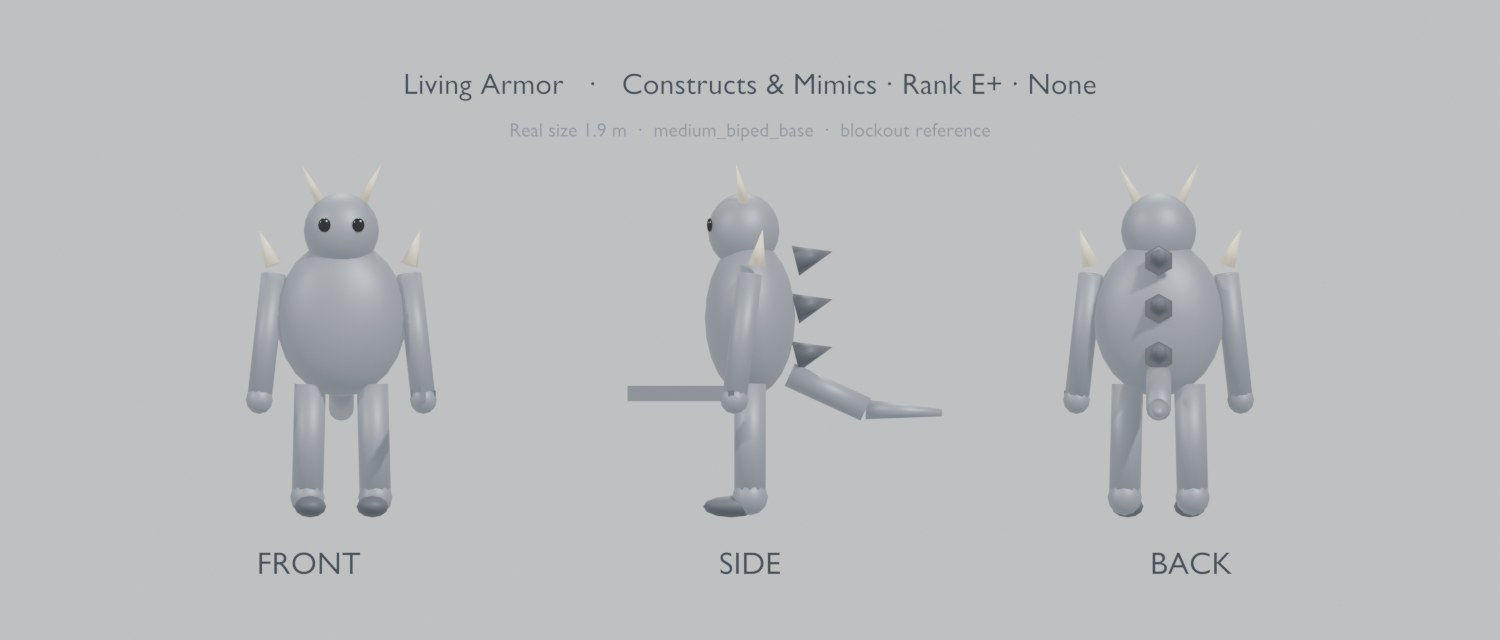 Living Armor · Constructs & Mimics · Rank E+ · None
Real size 1.9 m · medium_biped_base · blockout reference
FRONT SIDE BACK